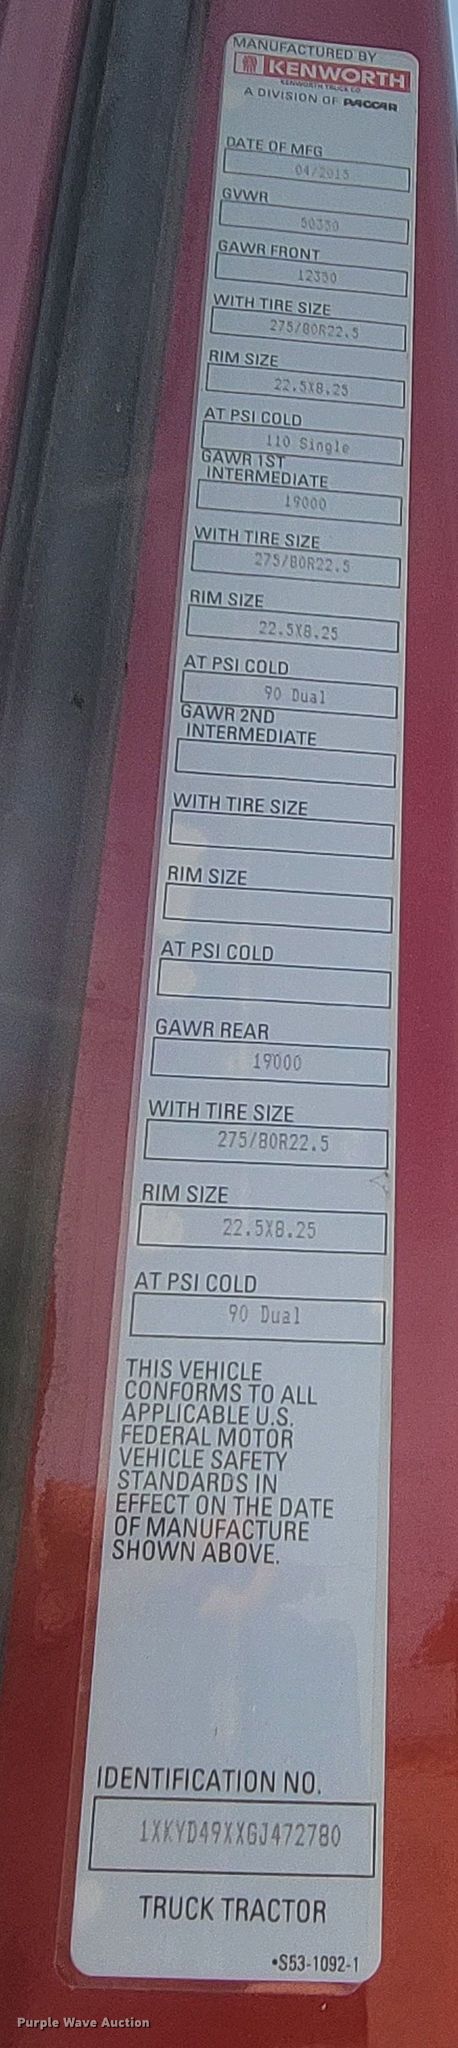 MANUFACTURED BY
KENWORTH
KENWORTH TRUCK CO.
A DIVISION OF PACCAR
DATE OF MFG
04/2015
GVWR
50350
GAWR FRONT
12350
WITH TIRE SIZE
275/80R22.5
RIM SIZE
22.5X8.25
AT PSI COLD
110 Single
GAWR 1ST
INTERMEDIATE
19000
WITH TIRE SIZE
275/80R22.5
RIM SIZE
22.5X8.25
AT PSI COLD
90 Dual
GAWR 2ND
INTERMEDIATE
WITH TIRE SIZE
RIM SIZE
AT PSI COLD
GAWR REAR
19000
WITH TIRE SIZE
275/80R22.5
RIM SIZE
22.5X8.25
AT PSI COLD
90 Dual
THIS VEHICLE
CONFORMS TO ALL
APPLICABLE U.S.
FEDERAL MOTOR
VEHICLE SAFETY
STANDARDS IN
EFFECT ON THE DATE
OF MANUFACTURE
SHOWN ABOVE.
IDENTIFICATION NO.
1XKYD49XXGJ472780
TRUCK TRACTOR
•S53-1092-1
Purple Wave Auction